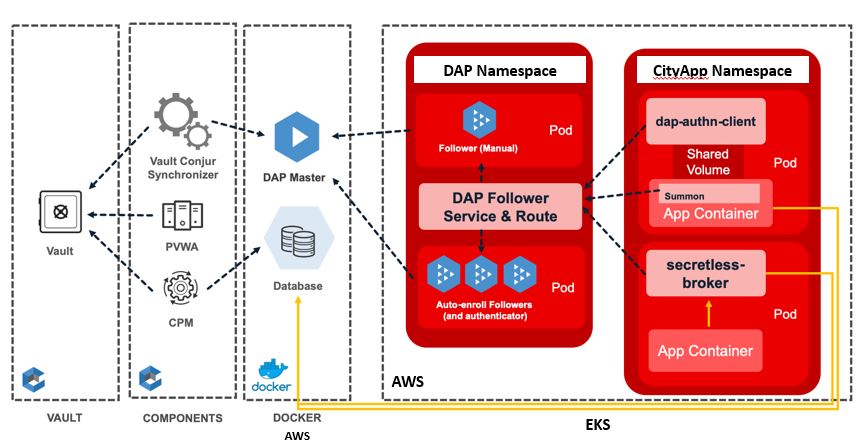 DAP Namespace
CityApp Namespace
Follower (Manual)
Pod
dap-authn-client
Shared
Volume
Pod
Summon
App Container
Vault Conjur
Synchronizer
DAP Master
DAP Follower
Service & Route
Vault
PVWA
Database
CPM
Auto-enroll Followers
(and authenticator)
Pod
secretless-
broker
Pod
App Container
docker
AWS
VAULT
COMPONENTS
DOCKER
AWS
EKS